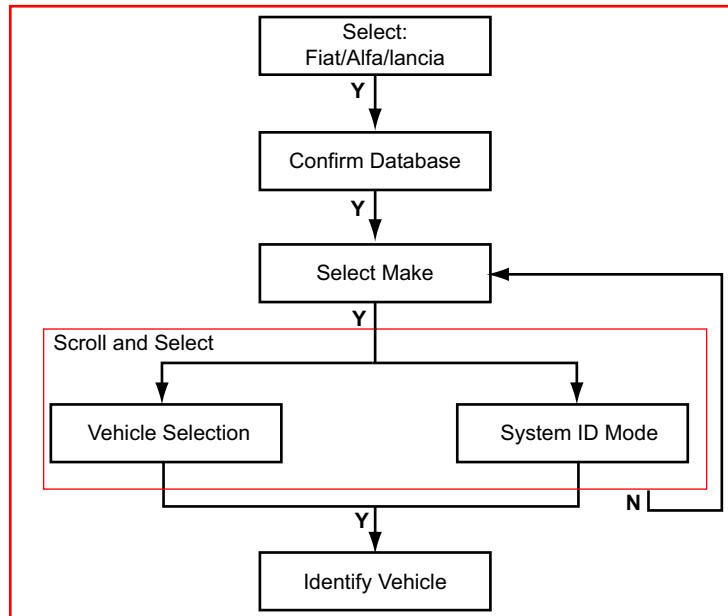 Select:
Fiat/Alfa/lancia
Y
Confirm Database
Y
Select Make
Y
Scroll and Select
Vehicle Selection
System ID Mode
N
Y
Identify Vehicle